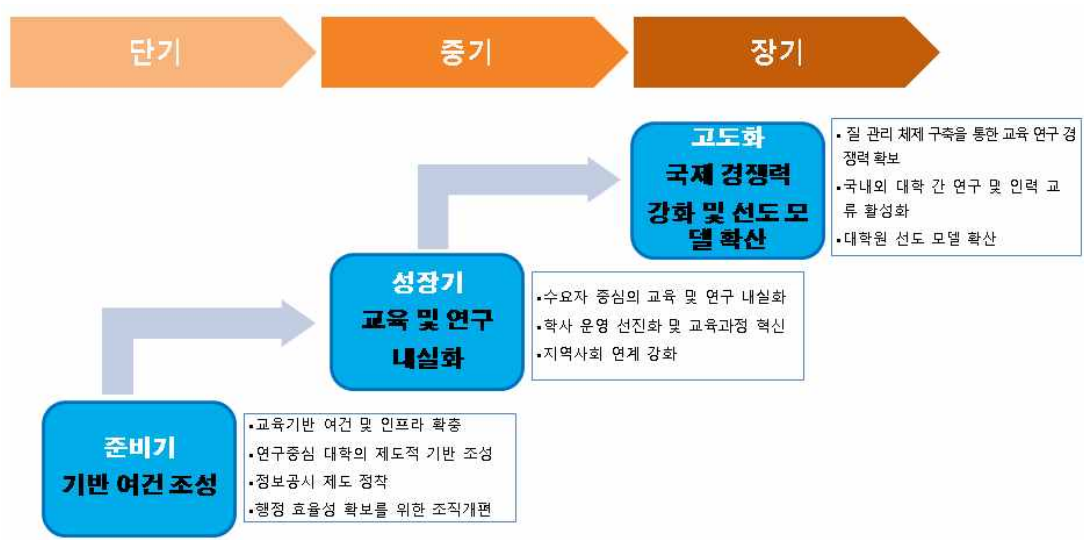 단기
중기
장기
고도화
국제 경쟁력
강화 및 선도 모
델 확산
• 질 관리 체제 구축을 통한 교육 연구 경
쟁력 확보
•국내외 대학 간 연구 및 인력 교
류 활성화
•대학원 선도 모델 확산
성장기
교육 및 연구
내실화
•수요자 중심의 교육 및 연구 내실화
•학사 운영 선진화 및 교육과정 혁신
•지역사회 연계 강화
준비기
기반 여건 조성
•교육기반 여건 및 인프라 확충
•연구중심 대학의 제도적 기반 조성
•정보공시 제도 정착
•행정 효율성 확보를 위한 조직개편